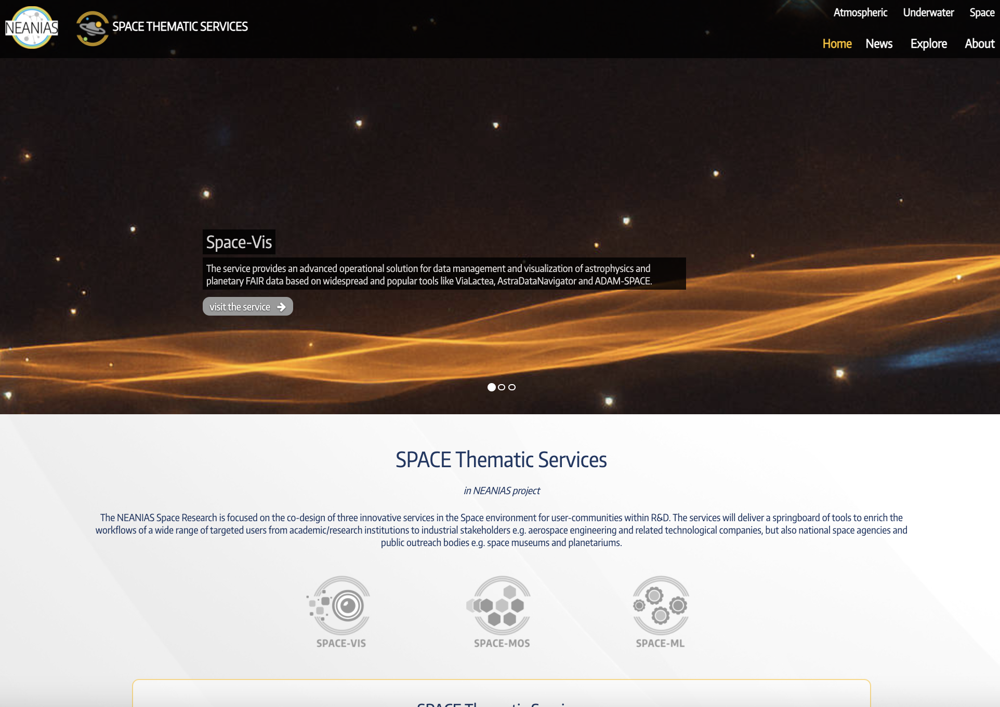 NEANIAS
SPACE THEMATIC SERVICES
Atmospheric Underwater Space
Home News Explore About
Space-Vis
The service provides an advanced operational solution for data management and visualization of astrophysics and
planetary FAIR data based on widespread and popular tools like ViaLactea, AstraDataNavigator and ADAM-SPACE.
visit the service
SPACE Thematic Services
in NEANIAS project
The NEANIAS Space Research is focused on the co-design of three innovative services in the Space environment for user-communities within R&D. The services will deliver a springboard of tools to enrich the
workflows of a wide range of targeted users from academic/research institutions to industrial stakeholders e.g. aerospace engineering and related technological companies, but also national space agencies and
public outreach bodies e.g. space museums and planetariums.
SPACE-VIS SPACE-MOS SPACE-ML
SPACE Thematic Servi